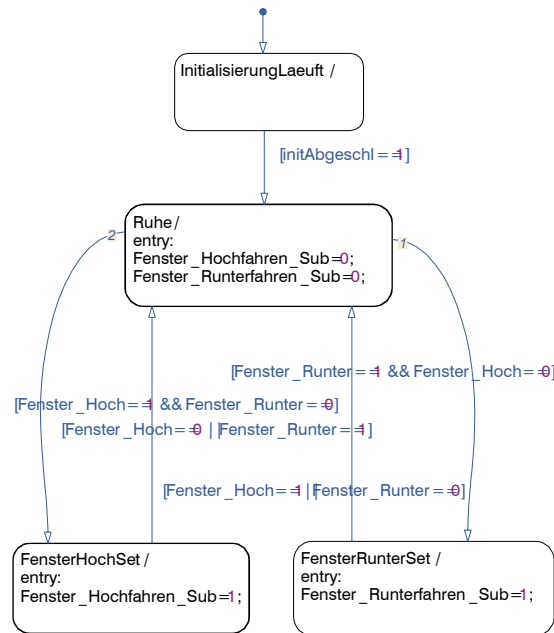 InitialisierungLaeuft /
[initAbgeschl==1]
Ruhe/
entry:
Fenster_Hochfahren_Sub=0;
Fenster_Runterfahren_Sub=0;
2
1
[Fenster_Runter==1 && Fenster_Hoch==0]
[Fenster_Hoch==1 && Fenster_Runter==0]
[Fenster_Hoch==0 || Fenster_Runter==1]
[Fenster_Hoch==1 || Fenster_Runter==0]
FensterHochSet/
entry:
Fenster_Hochfahren_Sub=1;
FensterRunterSet/
entry:
Fenster_Runterfahren_Sub=1;